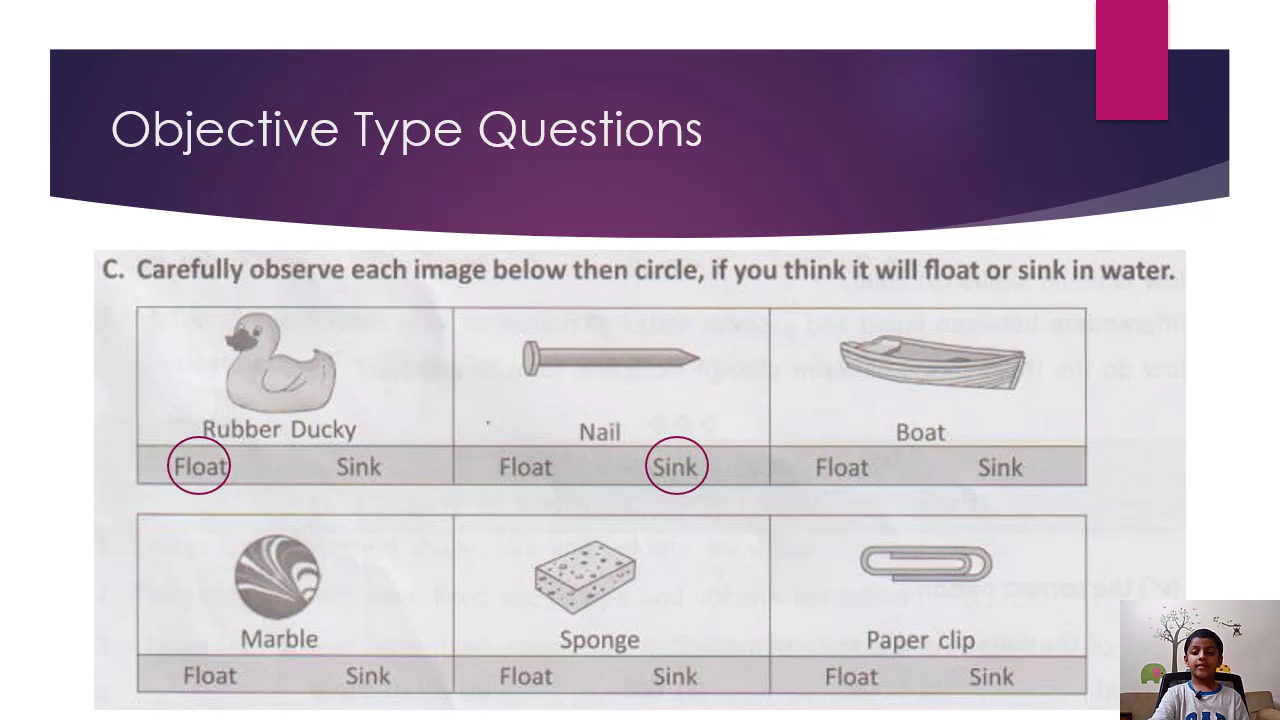 Objective Type Questions
C. Carefully observe each image below then circle, if you think it will float or sink in water.
Rubber Ducky
Nail
Boat
Float Sink
Float Sink
Float Sink
Marble
Sponge
Paper clip
Float Sink
Float Sink
Float Sink